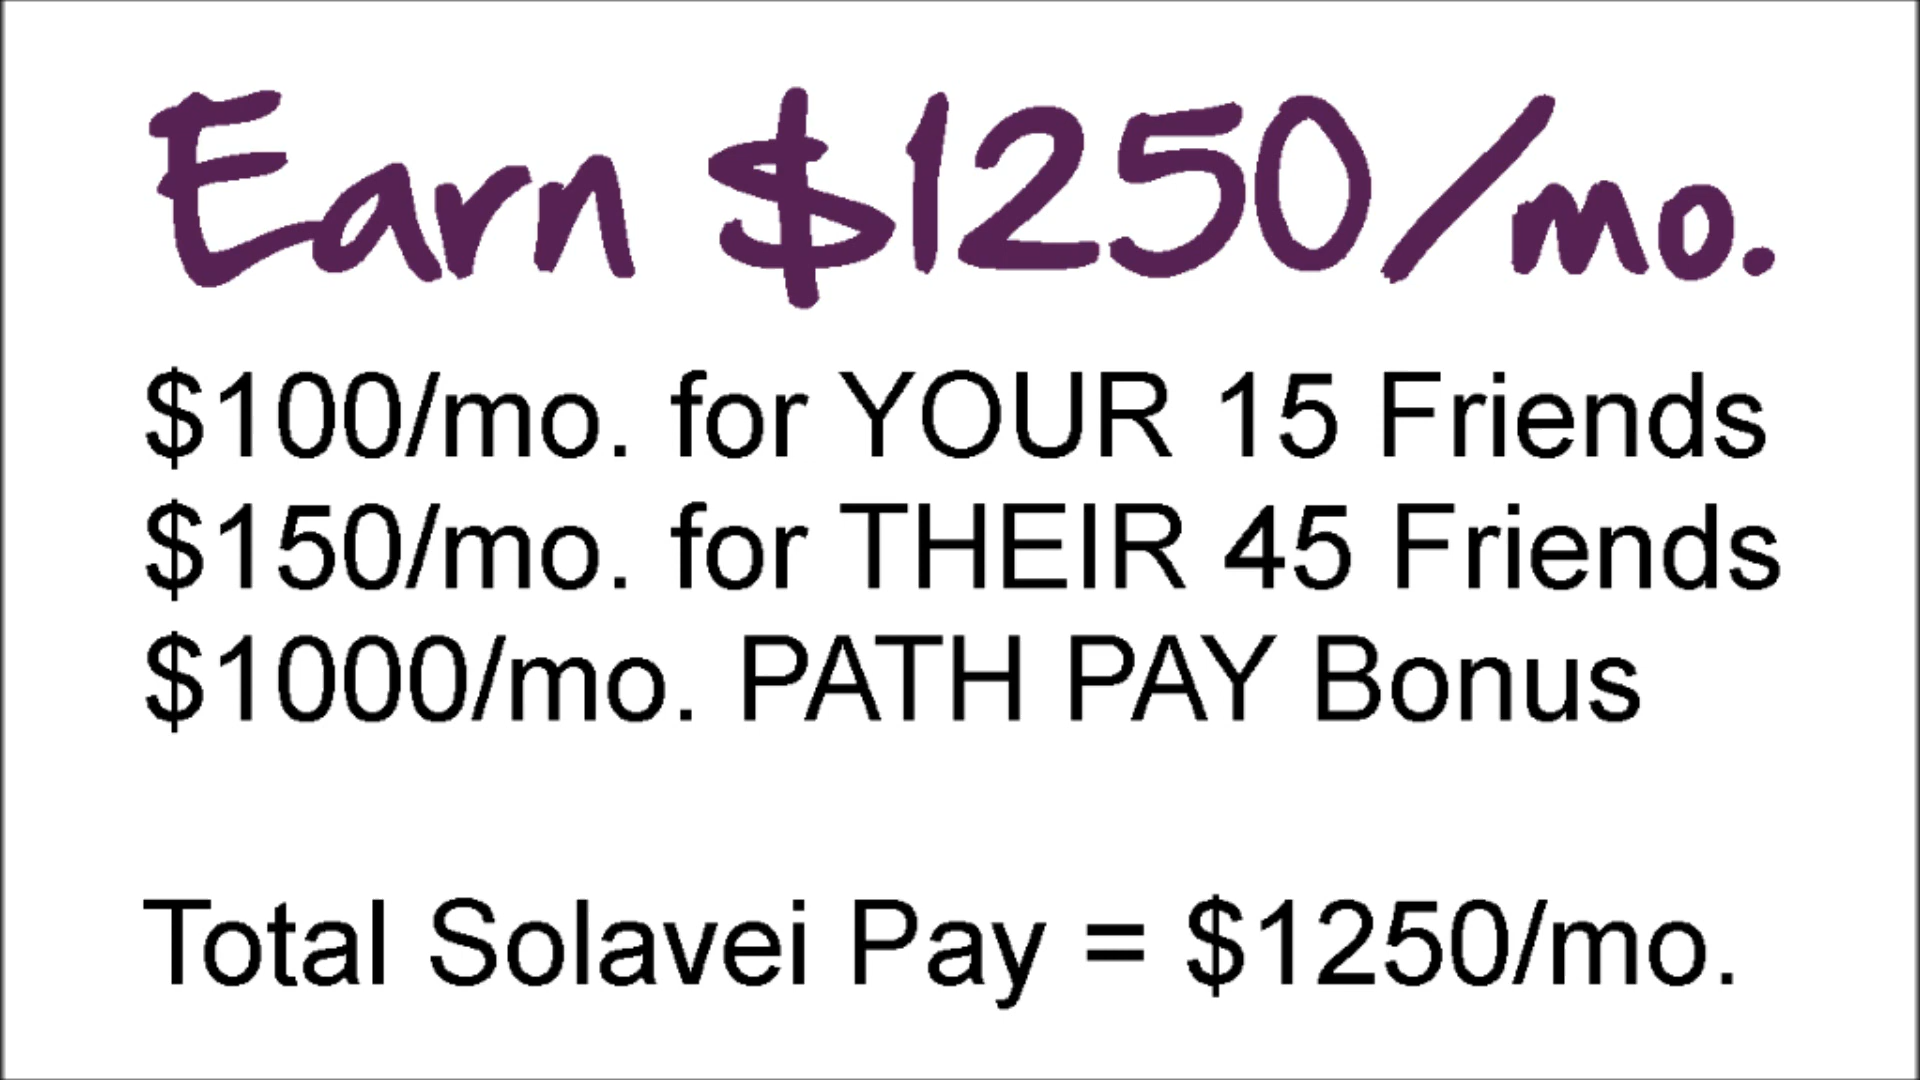 Earn $1250/mo.
$100/mo. for YOUR 15 Friends
$150/mo. for THEIR 45 Friends
$1000/mo. PATH PAY Bonus
Total Solavei Pay = $1250/mo.